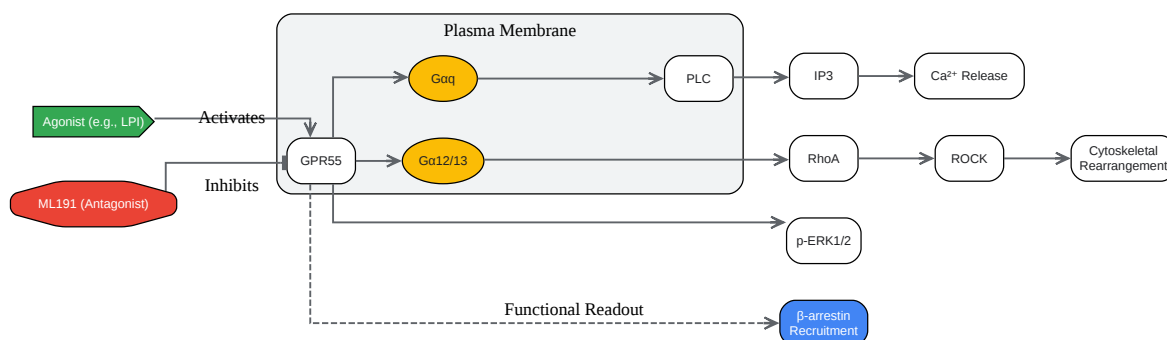 Plasma Membrane
Gαq
PLC
IP3
Ca²⁺ Release
Agonist (e.g., LPI)
Activates
GPR55
Gα12/13
RhoA
ROCK
Cytoskeletal
Rearrangement
Inhibits
ML191 (Antagonist)
p-ERK1/2
Functional Readout
β-arrestin
Recruitment